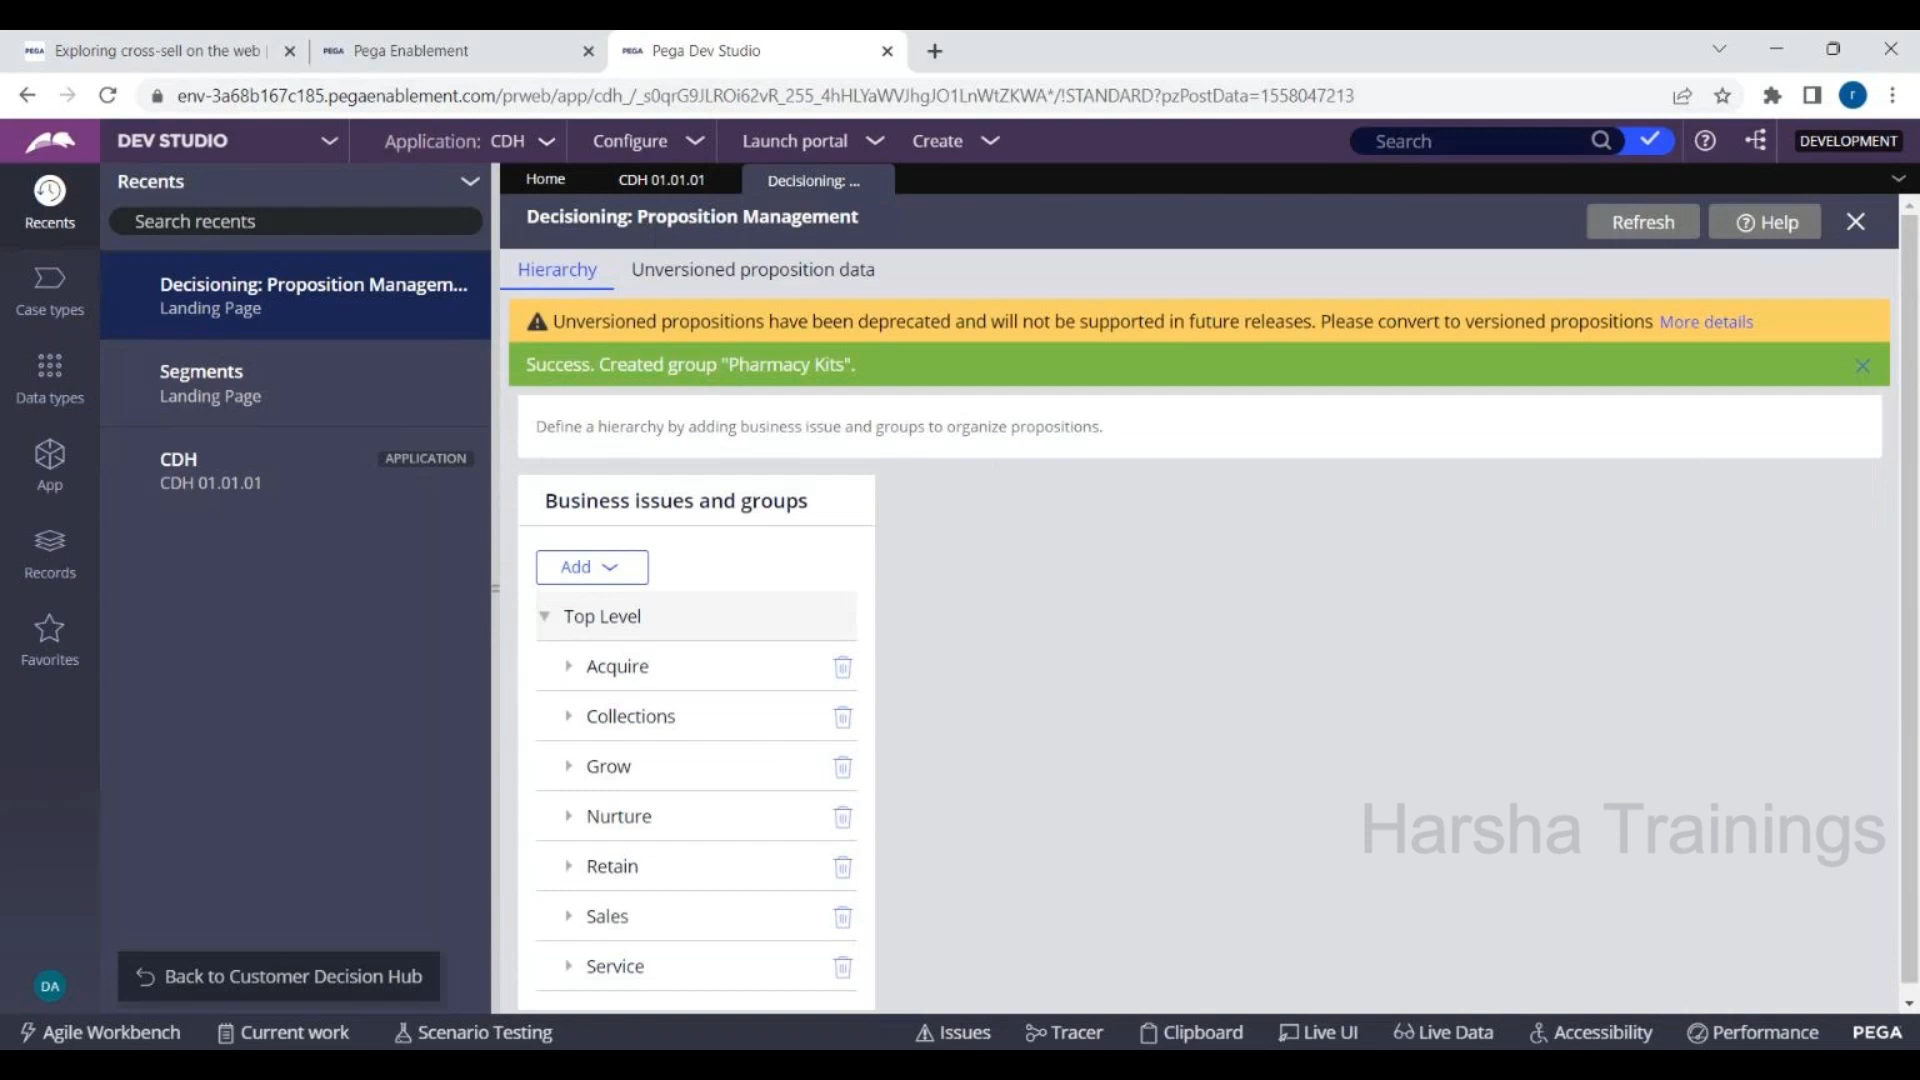 PEGA Exploring cross-sell on the web
PEGA Pega Enablement
PEGA Pega Dev Studio
env-3a68b167c185.pegaenablement.com/prweb/app/cdh_/_s0qrG9JLROi62vR_255_4hHLYaWVJhgJO1LnWtZKWA*/!STANDARD?pzPostData=1558047213
r
DEV STUDIO
Application: CDH
Configure
Launch portal
Create
Search
DEVELOPMENT
Recents
Case types
Data types
App
Records
Favorites
DA
Recents
Search recents
Decisioning: Proposition Managem...
Landing Page
Segments
Landing Page
CDH
APPLICATION
CDH 01.01.01
Back to Customer Decision Hub
Home
CDH 01.01.01
Decisioning: ...
Decisioning: Proposition Management
Refresh
Help
Hierarchy
Unversioned proposition data
Unversioned propositions have been deprecated and will not be supported in future releases. Please convert to versioned propositions More details
Success. Created group "Pharmacy Kits".
Define a hierarchy by adding business issue and groups to organize propositions.
Business issues and groups
Add
Top Level
Acquire
Collections
Grow
Nurture
Retain
Sales
Service
Harsha Trainings
Agile Workbench
Current work
Scenario Testing
Issues
Tracer
Clipboard
Live UI
Live Data
Accessibility
Performance
PEGA